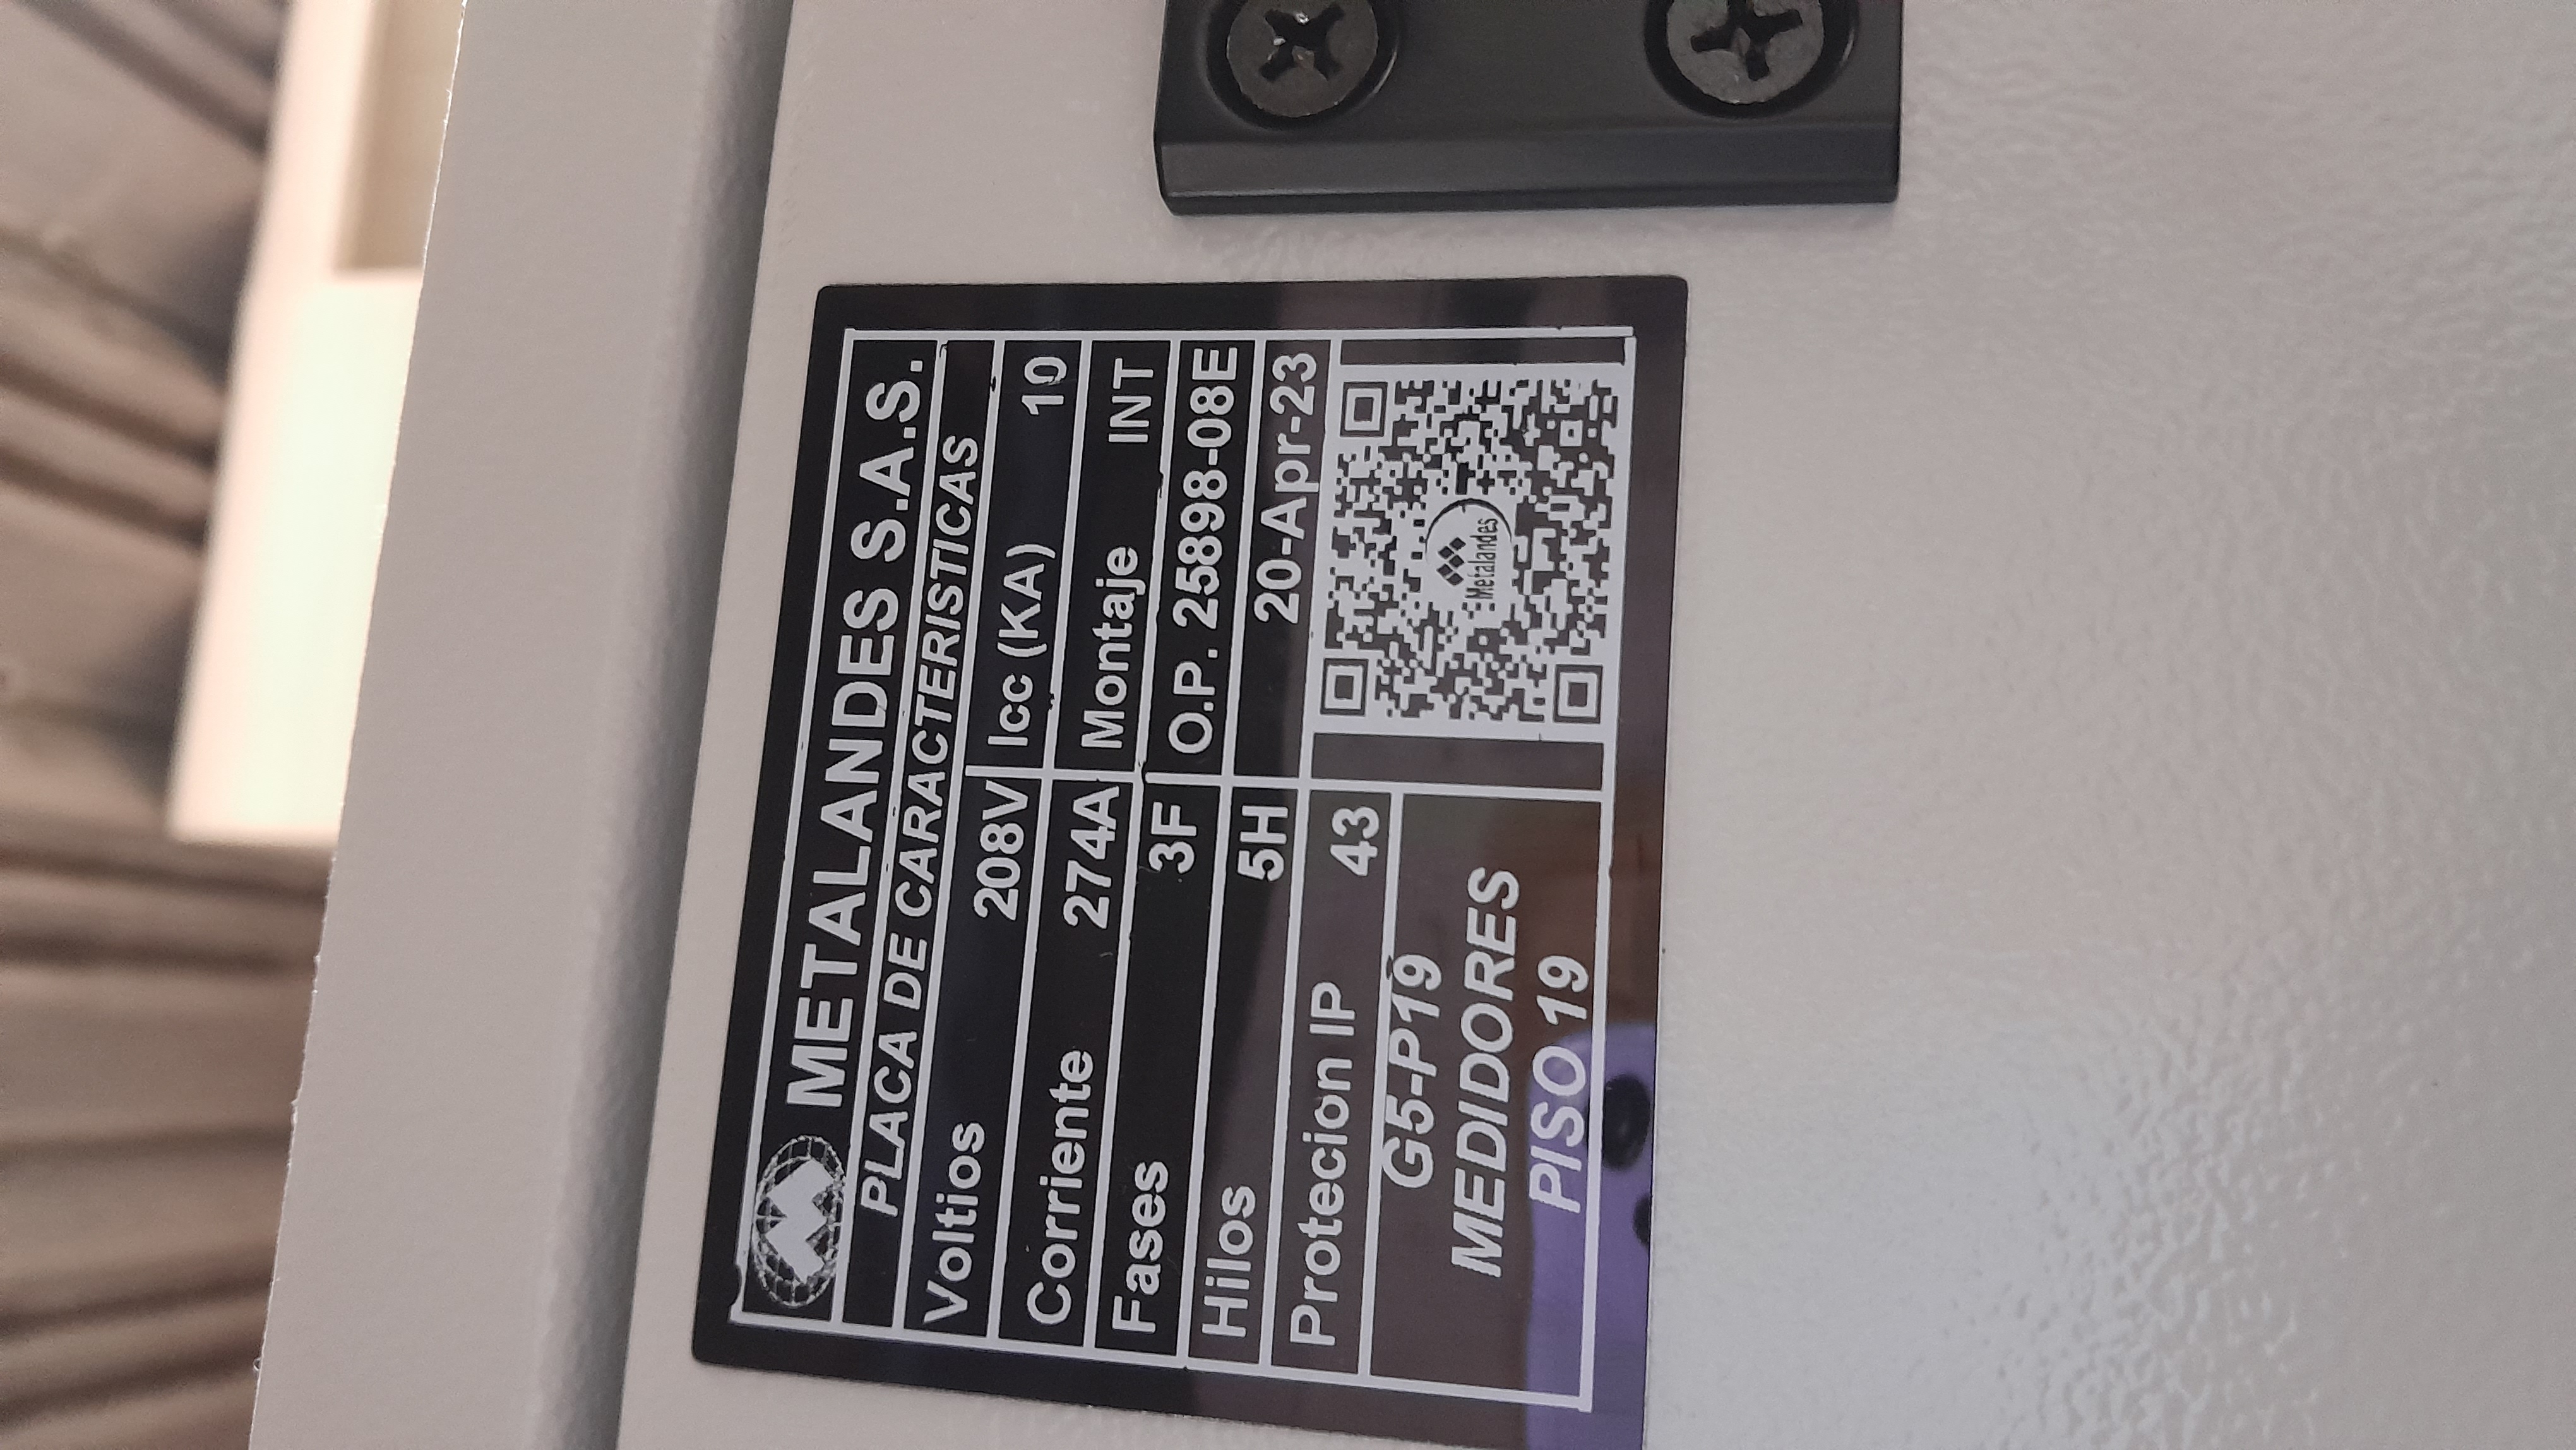 METALANDES S.A.S.
PLACA DE CARACTERISTICAS
Voltios 208V Icc (KA) 10
Corriente 274A Montaje INT
Fases 3F O.P. 25898-08E
Hilos 5H 20-Apr-23
Protecion IP 43
G5-P19
MEDIDORES
PISO 19
Metalandes